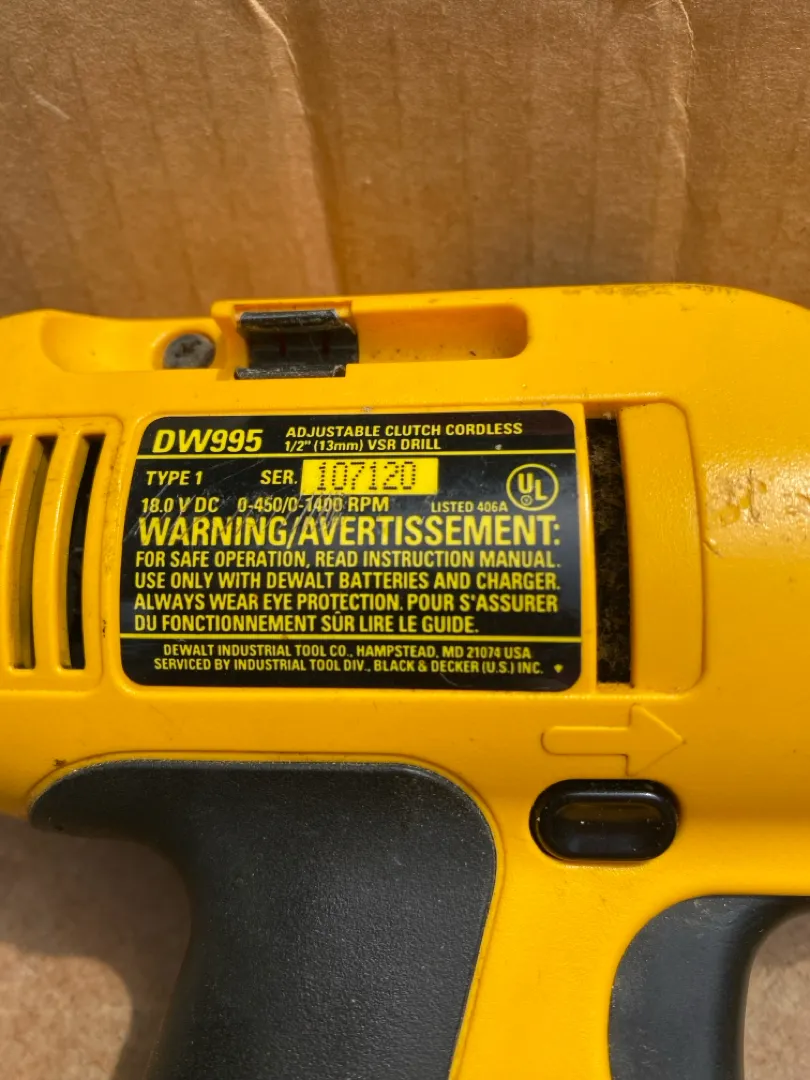 DW995 ADJUSTABLE CLUTCH CORDLESS
1/2" (13mm) VSR DRILL
TYPE 1 SER. 107120
18.0 V DC 0-450/0-1400 RPM LISTED 406A UL
WARNING/AVERTISSEMENT:
FOR SAFE OPERATION, READ INSTRUCTION MANUAL.
USE ONLY WITH DEWALT BATTERIES AND CHARGER.
ALWAYS WEAR EYE PROTECTION. POUR S'ASSURER
DU FONCTIONNEMENT SÛR LIRE LE GUIDE.
DEWALT INDUSTRIAL TOOL CO., HAMPSTEAD, MD 21074 USA
SERVICED BY INDUSTRIAL TOOL DIV., BLACK & DECKER (U.S.) INC.